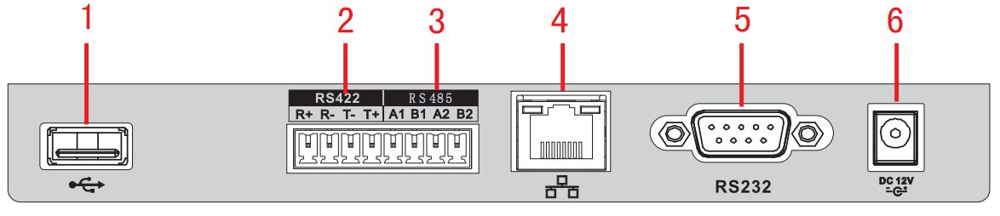 1 2 3 4 5 6
RS422 RS485
R+ R- T- T+ A1 B1 A2 B2
RS232
DC 12V